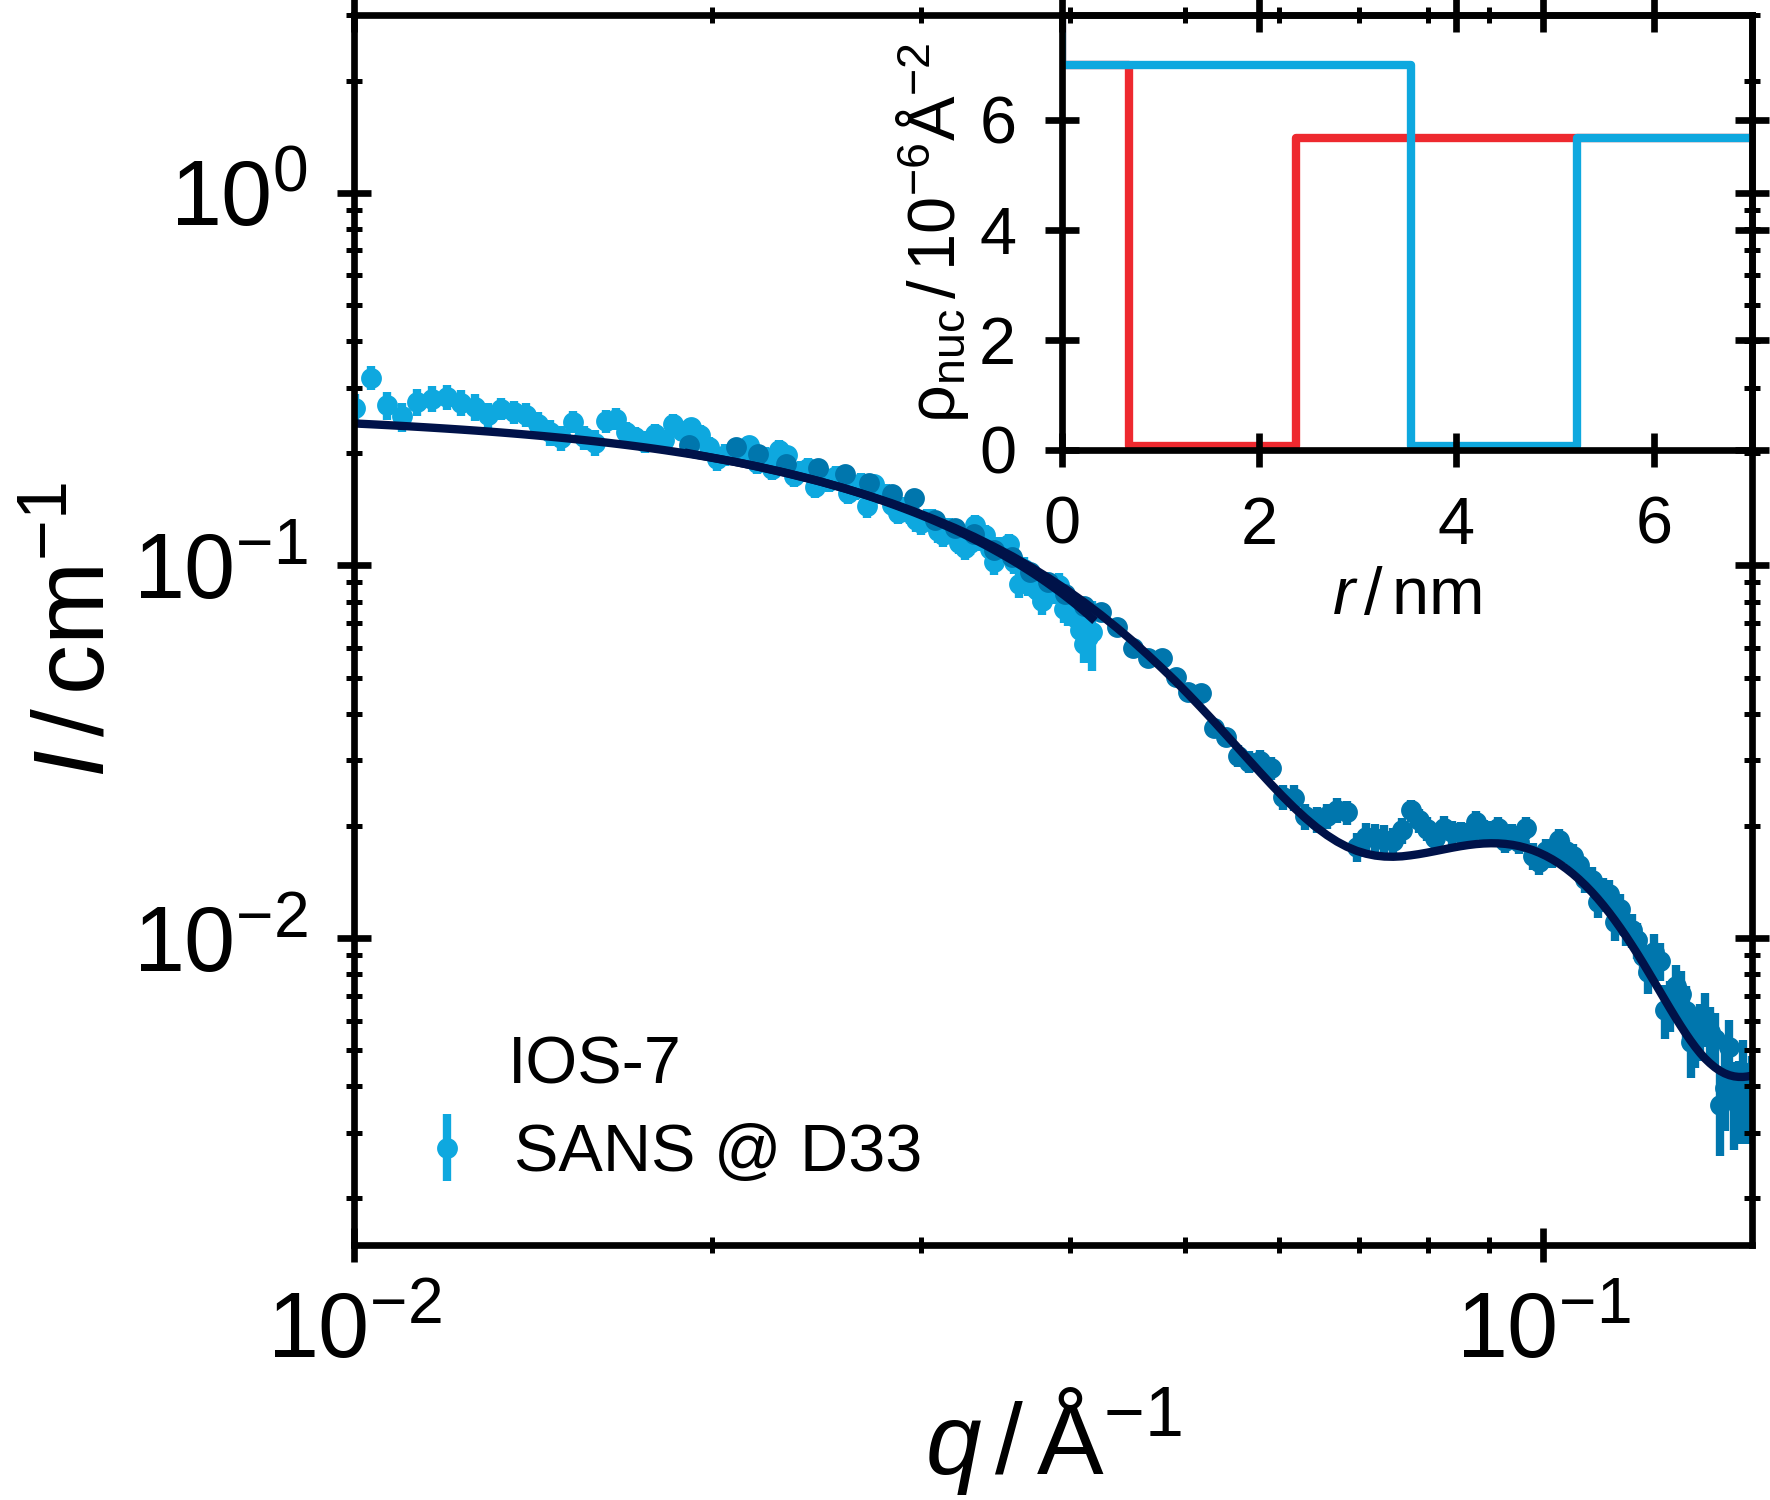 10⁰
10⁻¹
10⁻²
I / cm⁻¹
10⁻²
10⁻¹
q / Å⁻¹
IOS-7
SANS @ D33
ρnuc / 10⁻⁶Å⁻²
6
4
2
0
0 2 4 6
r / nm